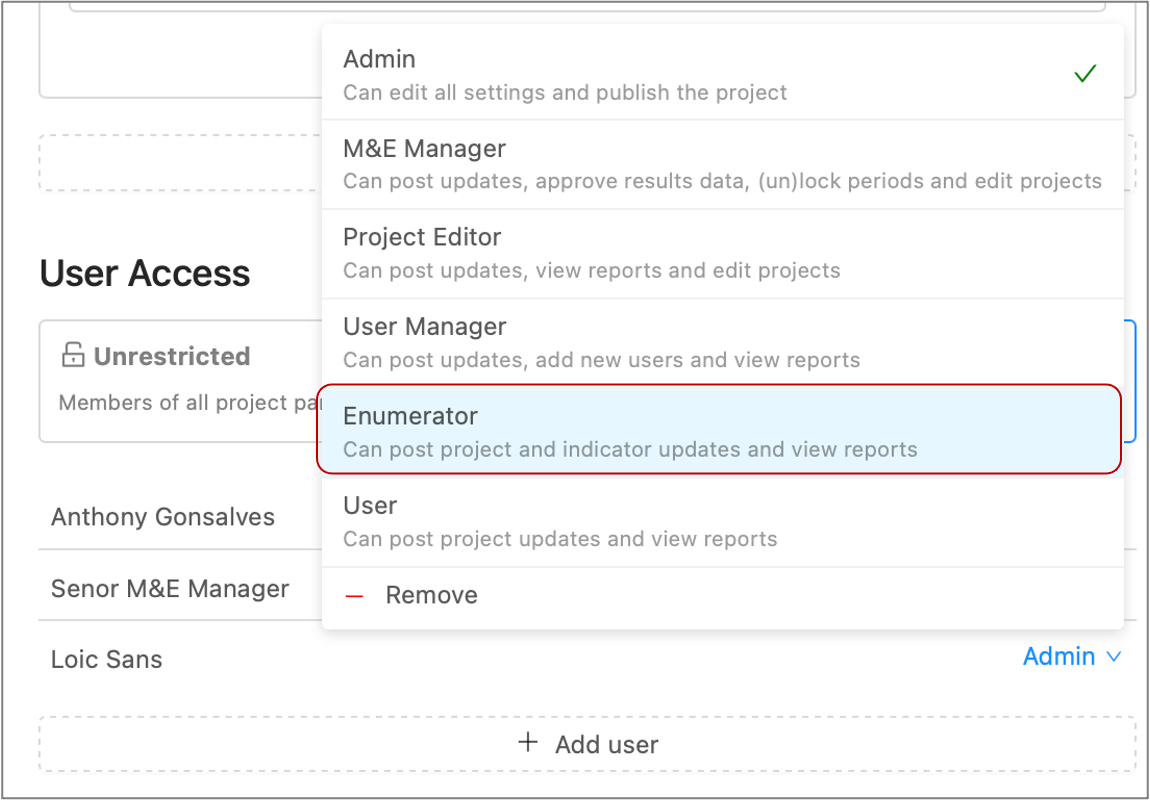 Admin
Can edit all settings and publish the project
M&E Manager
Can post updates, approve results data, (un)lock periods and edit projects
Project Editor
Can post updates, view reports and edit projects
User Access
User Manager
Can post updates, add new users and view reports
Unrestricted
Members of all project pa
Enumerator
Can post project and indicator updates and view reports
User
Can post project updates and view reports
Anthony Gonsalves
Remove
Senor M&E Manager
Loic Sans
Admin
Add user